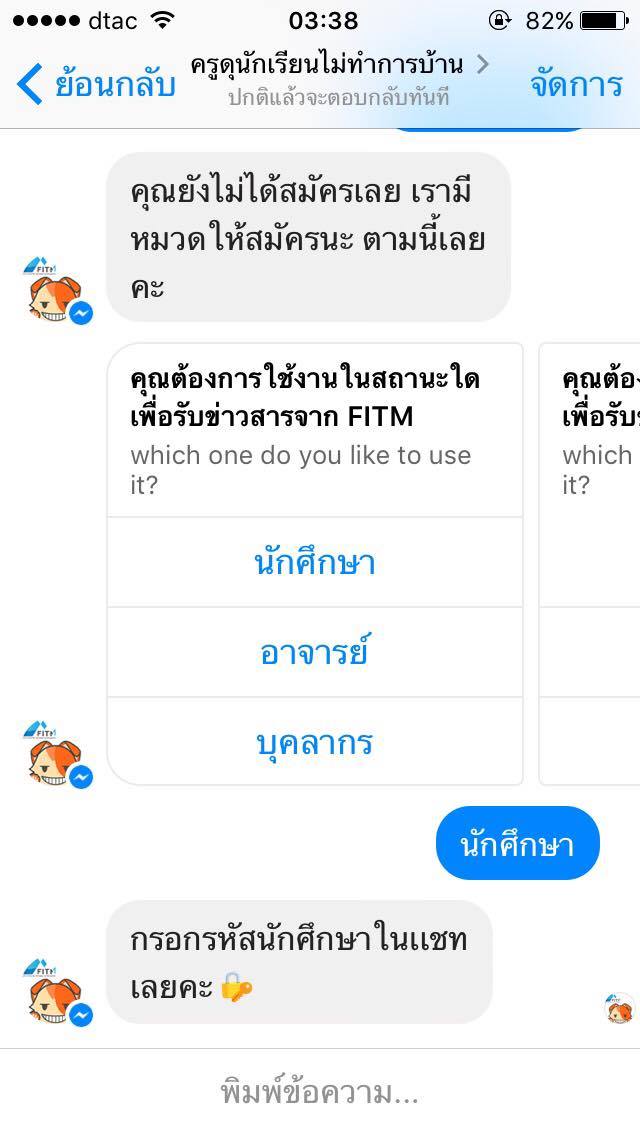 dtac 03:38 82%
ย้อนกลับ ครูดุนักเรียนไม่ทำการบ้าน จัดการ
ปกติแล้วจะตอบกลับทันที
คุณยังไม่ได้สมัครเลย เรามี
หมวดให้สมัครนะ ตามนี้เลย
คะ
FITM
คุณต้องการใช้งานในสถานะใด
เพื่อรับข่าวสารจาก FITM
which one do you like to use
it?
นักศึกษา
อาจารย์
บุคลากร
คุณต้อ
เพื่อรับ
which
it?
FITM
นักศึกษา
กรอกรหัสนักศึกษาในแชท
เลยคะ
FITM
พิมพ์ข้อความ...